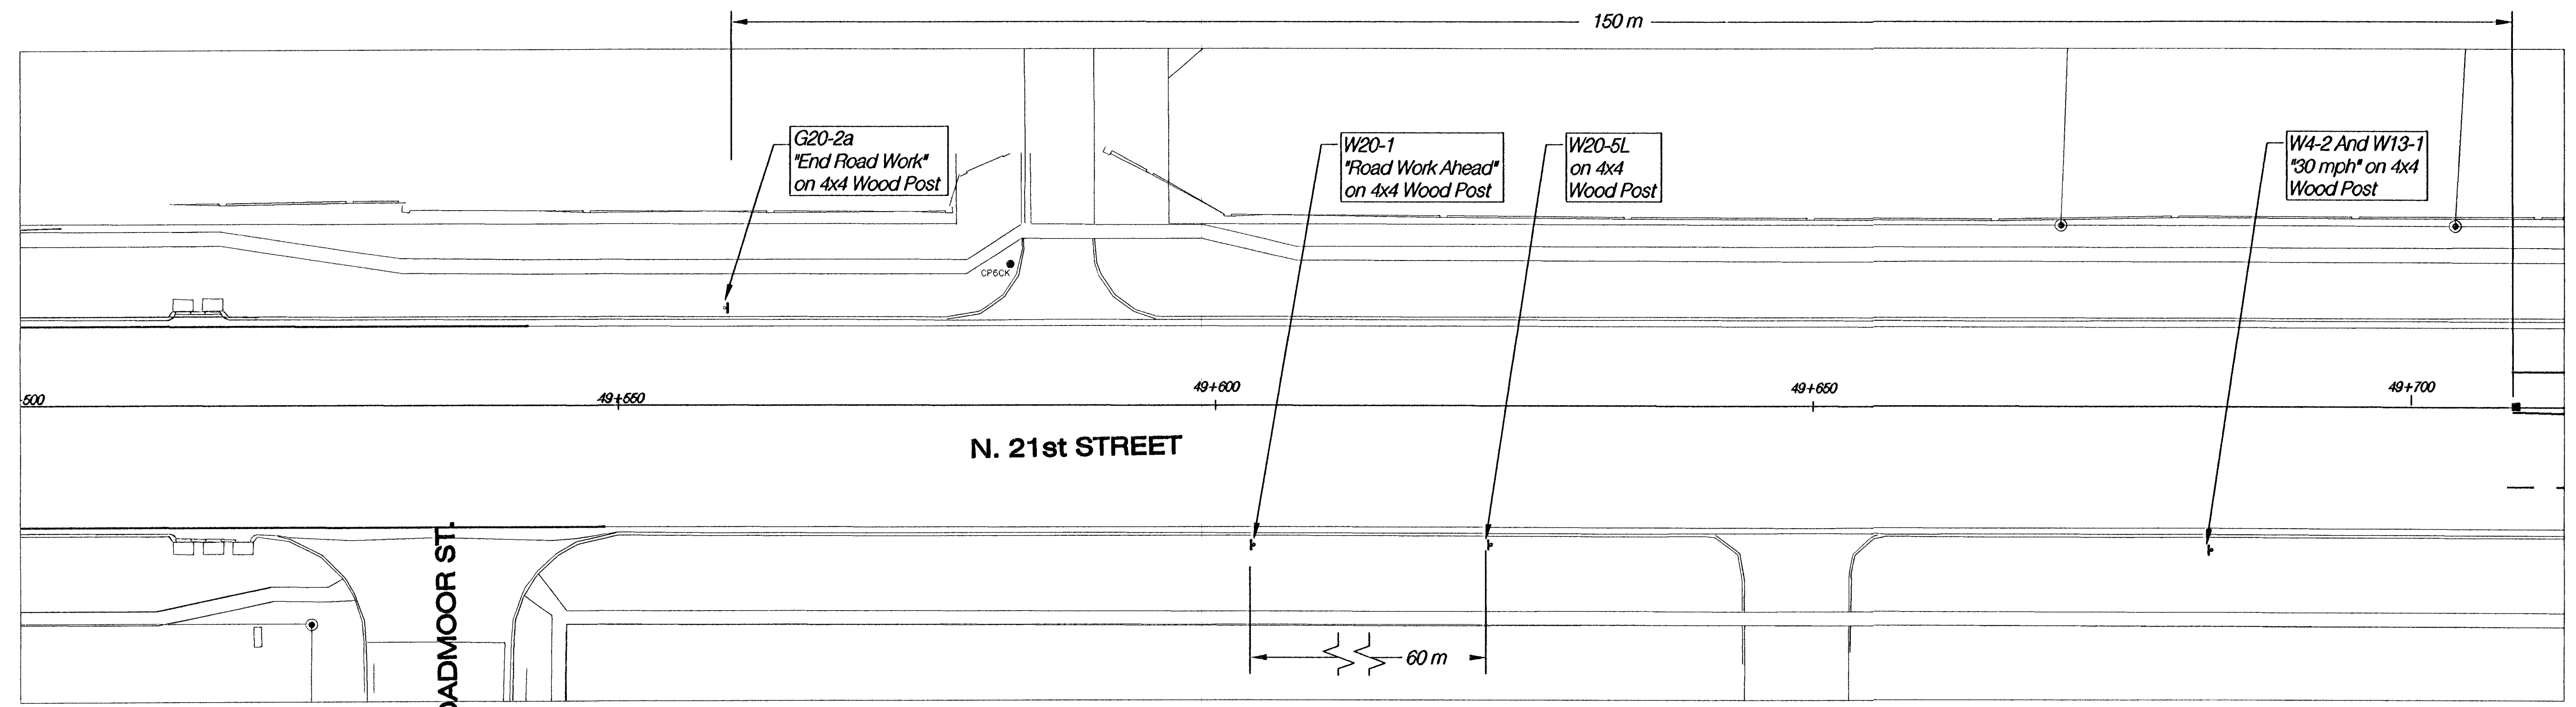 150 m
G20-2a
"End Road Work"
on 4x4 Wood Post
W20-1
"Road Work Ahead"
on 4x4 Wood Post
W20-5L
on 4x4
Wood Post
W4-2 And W13-1
"30 mph" on 4x4
Wood Post
CP6CK
500
49+550
49+600
49+650
49+700
N. 21st STREET
OADMOOR ST.
60 m